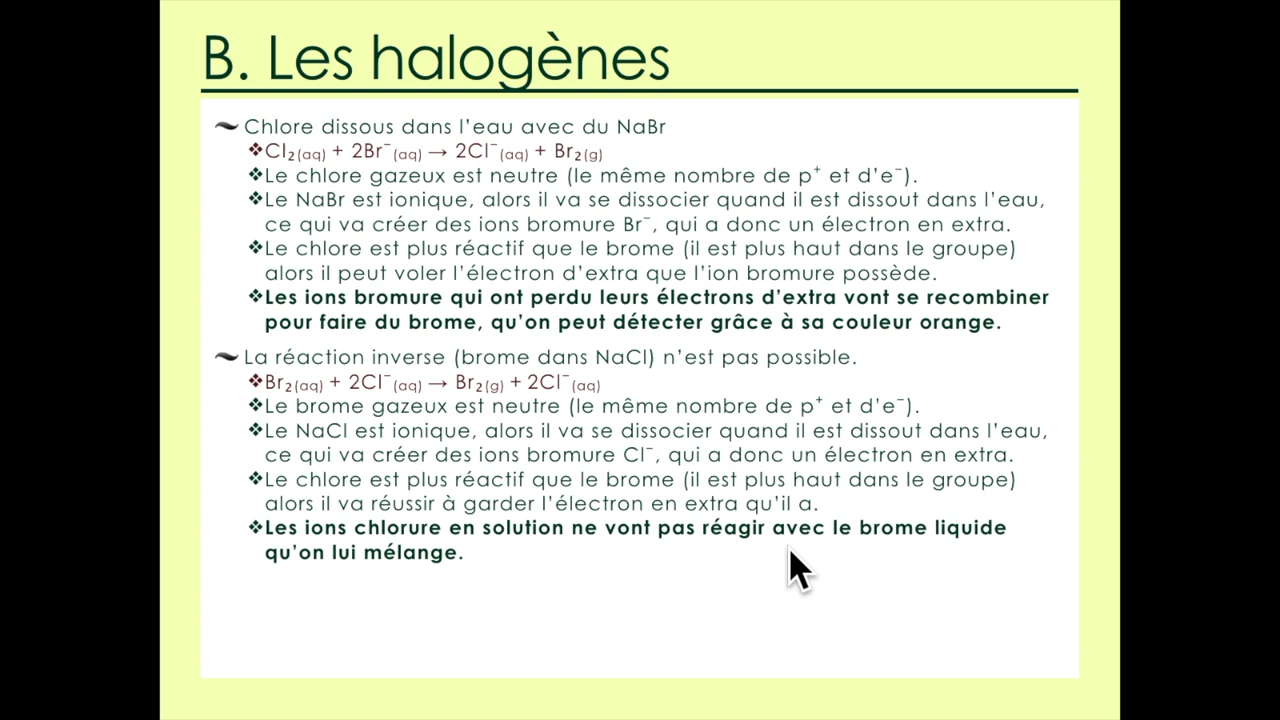 B. Les halogènes
Chlore dissous dans l'eau avec du NaBr
❖Cl₂(aq) + 2Br⁻(aq) → 2Cl⁻(aq) + Br₂(g)
❖Le chlore gazeux est neutre (le même nombre de p⁺ et d'e⁻).
❖Le NaBr est ionique, alors il va se dissocier quand il est dissout dans l'eau,
ce qui va créer des ions bromure Br⁻, qui a donc un électron en extra.
❖Le chlore est plus réactif que le brome (il est plus haut dans le groupe)
alors il peut voler l'électron d'extra que l'ion bromure possède.
❖Les ions bromure qui ont perdu leurs électrons d'extra vont se recombiner
pour faire du brome, qu'on peut détecter grâce à sa couleur orange.
La réaction inverse (brome dans NaCl) n'est pas possible.
❖Br₂(aq) + 2Cl⁻(aq) → Br₂(g) + 2Cl⁻(aq)
❖Le brome gazeux est neutre (le même nombre de p⁺ et d'e⁻).
❖Le NaCl est ionique, alors il va se dissocier quand il est dissout dans l'eau,
ce qui va créer des ions bromure Cl⁻, qui a donc un électron en extra.
❖Le chlore est plus réactif que le brome (il est plus haut dans le groupe)
alors il va réussir à garder l'électron en extra qu'il a.
❖Les ions chlorure en solution ne vont pas réagir avec le brome liquide
qu'on lui mélange.